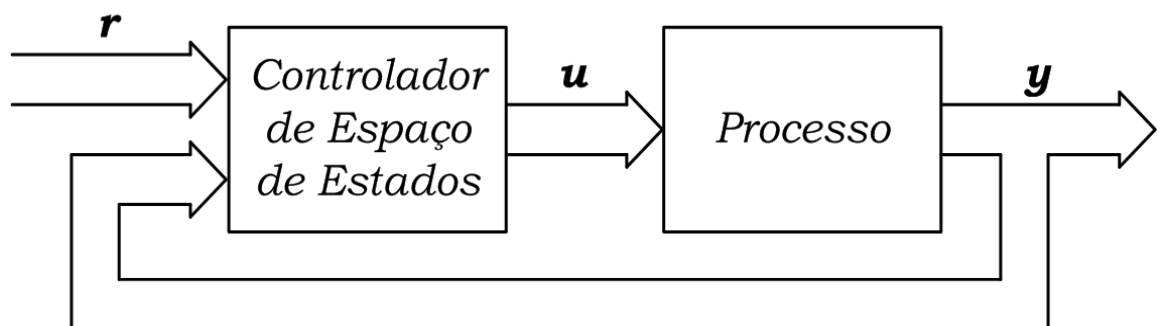 r
Controlador
de Espaço
de Estados
u
Processo
y